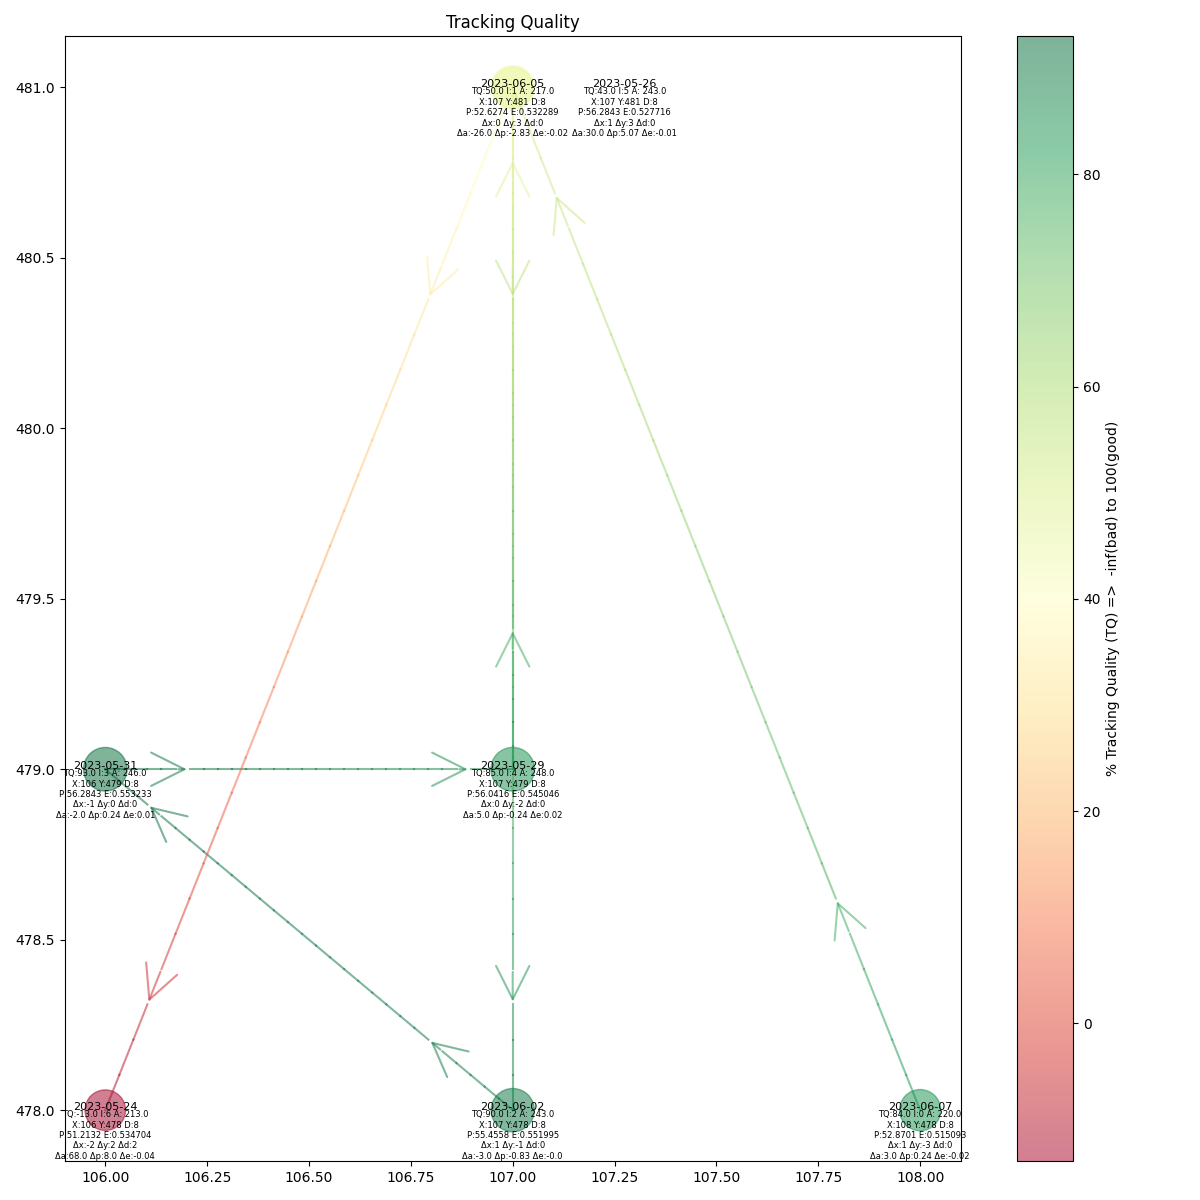 Tracking Quality
481.0
480.5
480.0
479.5
479.0
478.5
478.0
2023-06-05
TQ:50.0 I:1 A: 217.0
X:107 Y:481 D:8
P:52.6274 E:0.532289
Δx:0 Δy:3 Δd:0
Δa:-26.0 Δp:-2.83 Δe:-0.02
2023-05-26
TQ:43.0 I:5 A: 243.0
X:107 Y:481 D:8
P:56.2843 E:0.527716
Δx:1 Δy:3 Δd:0
Δa:30.0 Δp:5.07 Δe:-0.01
2023-05-31
TQ:93.0 I:3 A: 246.0
X:106 Y:479 D:8
P:56.2843 E:0.553233
Δx:-1 Δy:0 Δd:0
Δa:-2.0 Δp:0.24 Δe:0.01
2023-05-29
TQ:85.0 I:4 A: 248.0
X:107 Y:479 D:8
P:56.0416 E:0.545046
Δx:0 Δy:-2 Δd:0
Δa:5.0 Δp:-0.24 Δe:0.02
2023-05-24
TQ:-13.0 I:6 A: 213.0
X:106 Y:478 D:8
P:51.2132 E:0.534704
Δx:-2 Δy:2 Δd:2
Δa:68.0 Δp:8.0 Δe:-0.04
2023-06-02
TQ:90.0 I:2 A: 243.0
X:107 Y:478 D:8
P:55.4558 E:0.551995
Δx:1 Δy:-1 Δd:0
Δa:-3.0 Δp:-0.83 Δe:-0.0
2023-06-07
TQ:84.0 I:0 A: 220.0
X:108 Y:478 D:8
P:52.8701 E:0.515093
Δx:1 Δy:-3 Δd:0
Δa:3.0 Δp:0.24 Δe:-0.02
106.00 106.25 106.50 106.75 107.00 107.25 107.50 107.75 108.00
80
60
40
20
0
% Tracking Quality (TQ) =>  -inf(bad) to 100(good)